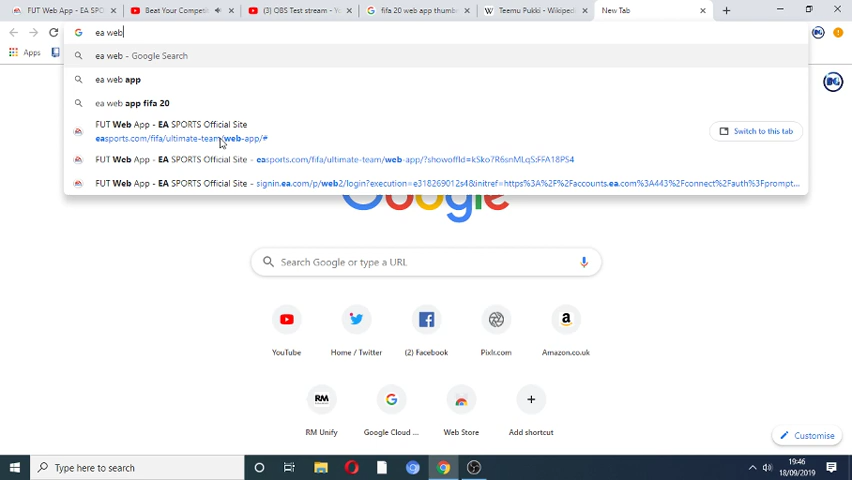 FUT Web App - EA SPO
Beat Your Compet
(3) OBS Test stream - Yo
fifa 20 web app thumb
Teemu Pukki - Wikiped
New Tab
ea web
Apps
ea web - Google Search
ea web app
ea web app fifa 20
FUT Web App - EA SPORTS Official Site
easports.com/fifa/ultimate-team/web-app/#
Switch to this tab
FUT Web App - EA SPORTS Official Site - easports.com/fifa/ultimate-team/web-app/?showoffId=kSko7R6snMLqS:FFA18PS4
FUT Web App - EA SPORTS Official Site - signin.ea.com/p/web2/login?execution=e318269012s4&initref=https%3A%2F%2Faccounts.ea.com%3A443%2Fconnect%2Fauth%3Fprompt...
Google
Search Google or type a URL
YouTube
Home / Twitter
(2) Facebook
Pixlr.com
Amazon.co.uk
RM
RM Unify
Google Cloud ...
Web Store
Add shortcut
Customise
Type here to search
19:46
18/09/2019